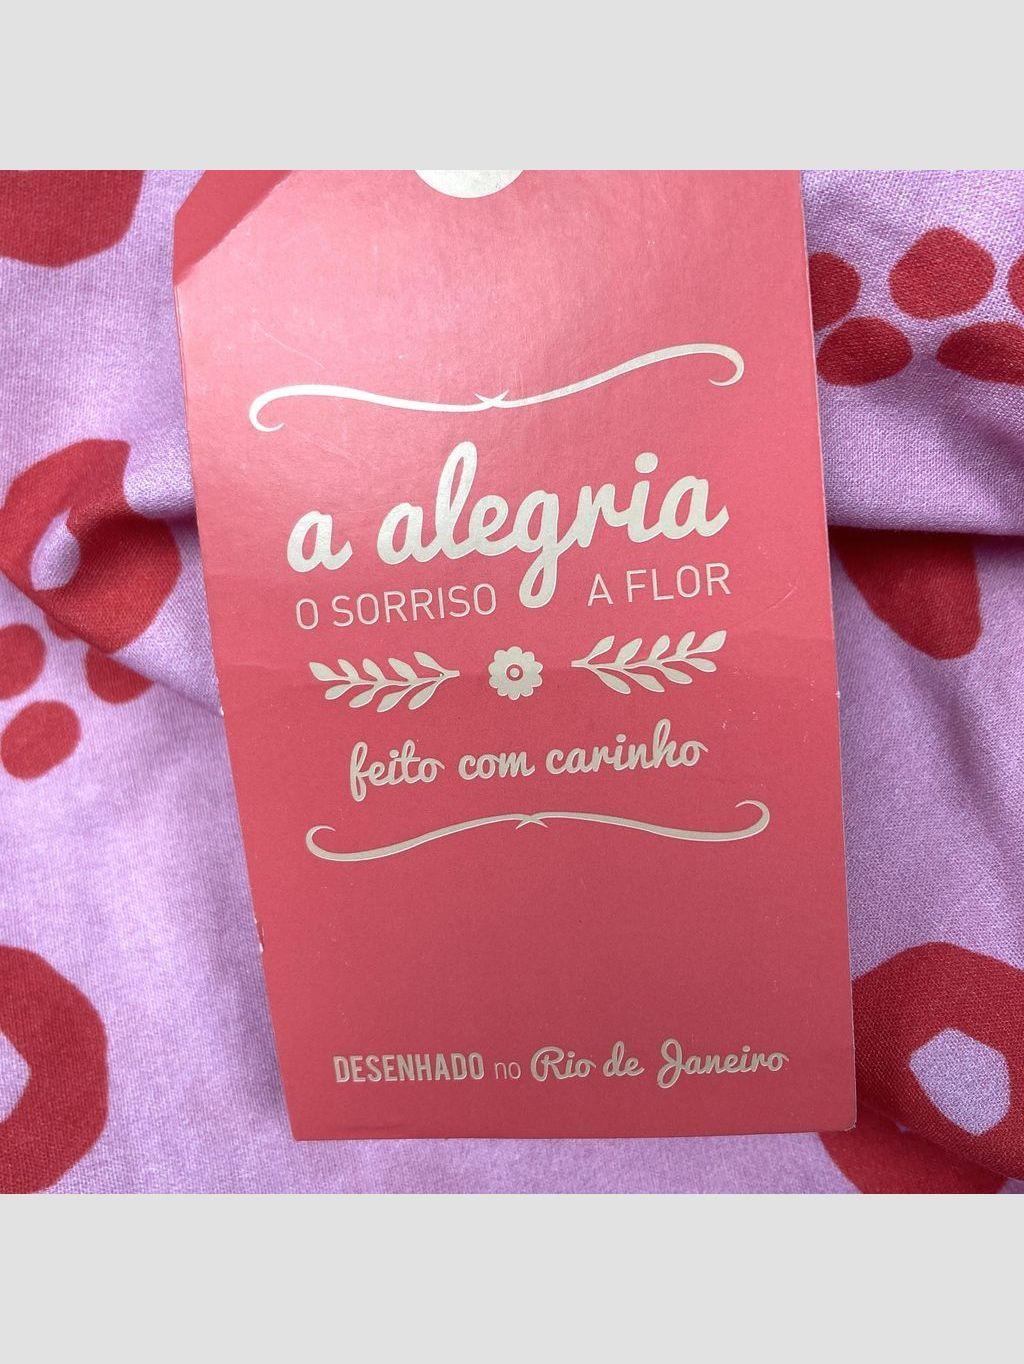 a alegria
O SORRISO A FLOR
feito com carinho
DESENHADO no Rio de Janeiro